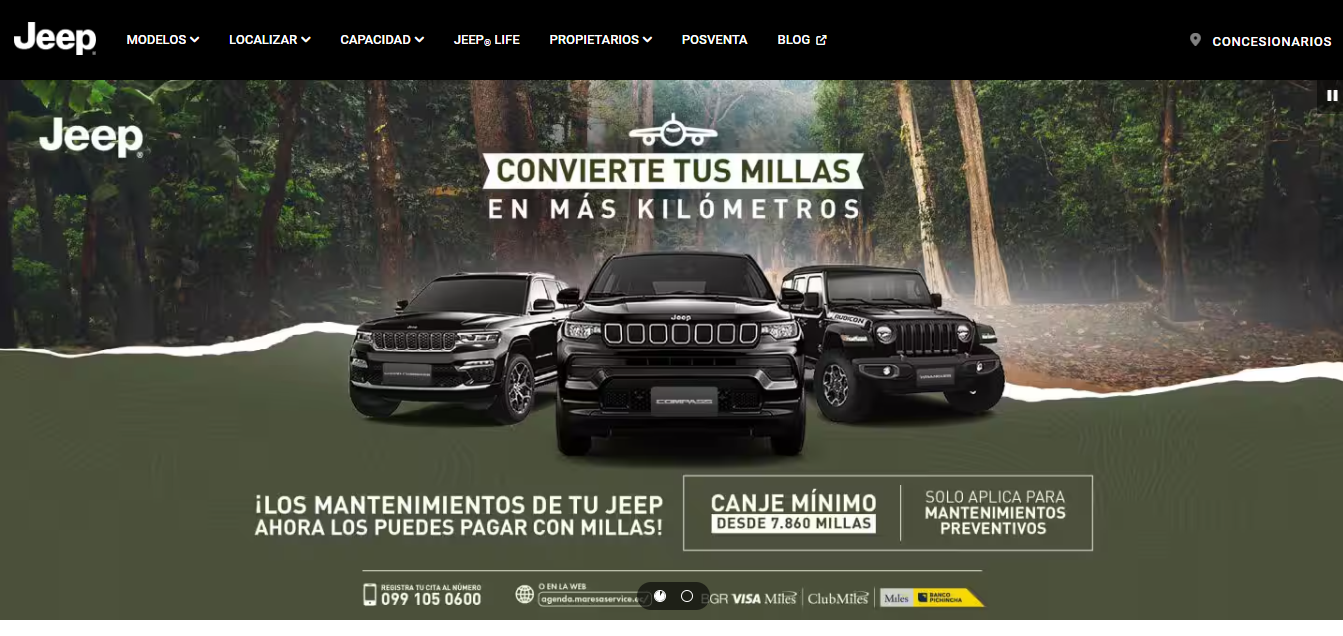 Jeep
MODELOS
LOCALIZAR
CAPACIDAD
JEEP® LIFE
PROPIETARIOS
POSVENTA
BLOG
CONCESIONARIOS
Jeep®
CONVIERTE TUS MILLAS
EN MÁS KILÓMETROS
Jeep
RUBICON
COMPASS
¡LOS MANTENIMIENTOS DE TU JEEP
AHORA LOS PUEDES PAGAR CON MILLAS!
CANJE MÍNIMO
DESDE 7.860 MILLAS
SOLO APLICA PARA
MANTENIMIENTOS
PREVENTIVOS
REGISTRA TU CITA AL NÚMERO
099 105 0600
O EN LA WEB
agenda.maresaservice.
BGR VISA Miles
ClubMiles
Miles
BANCO
PICHINCHA